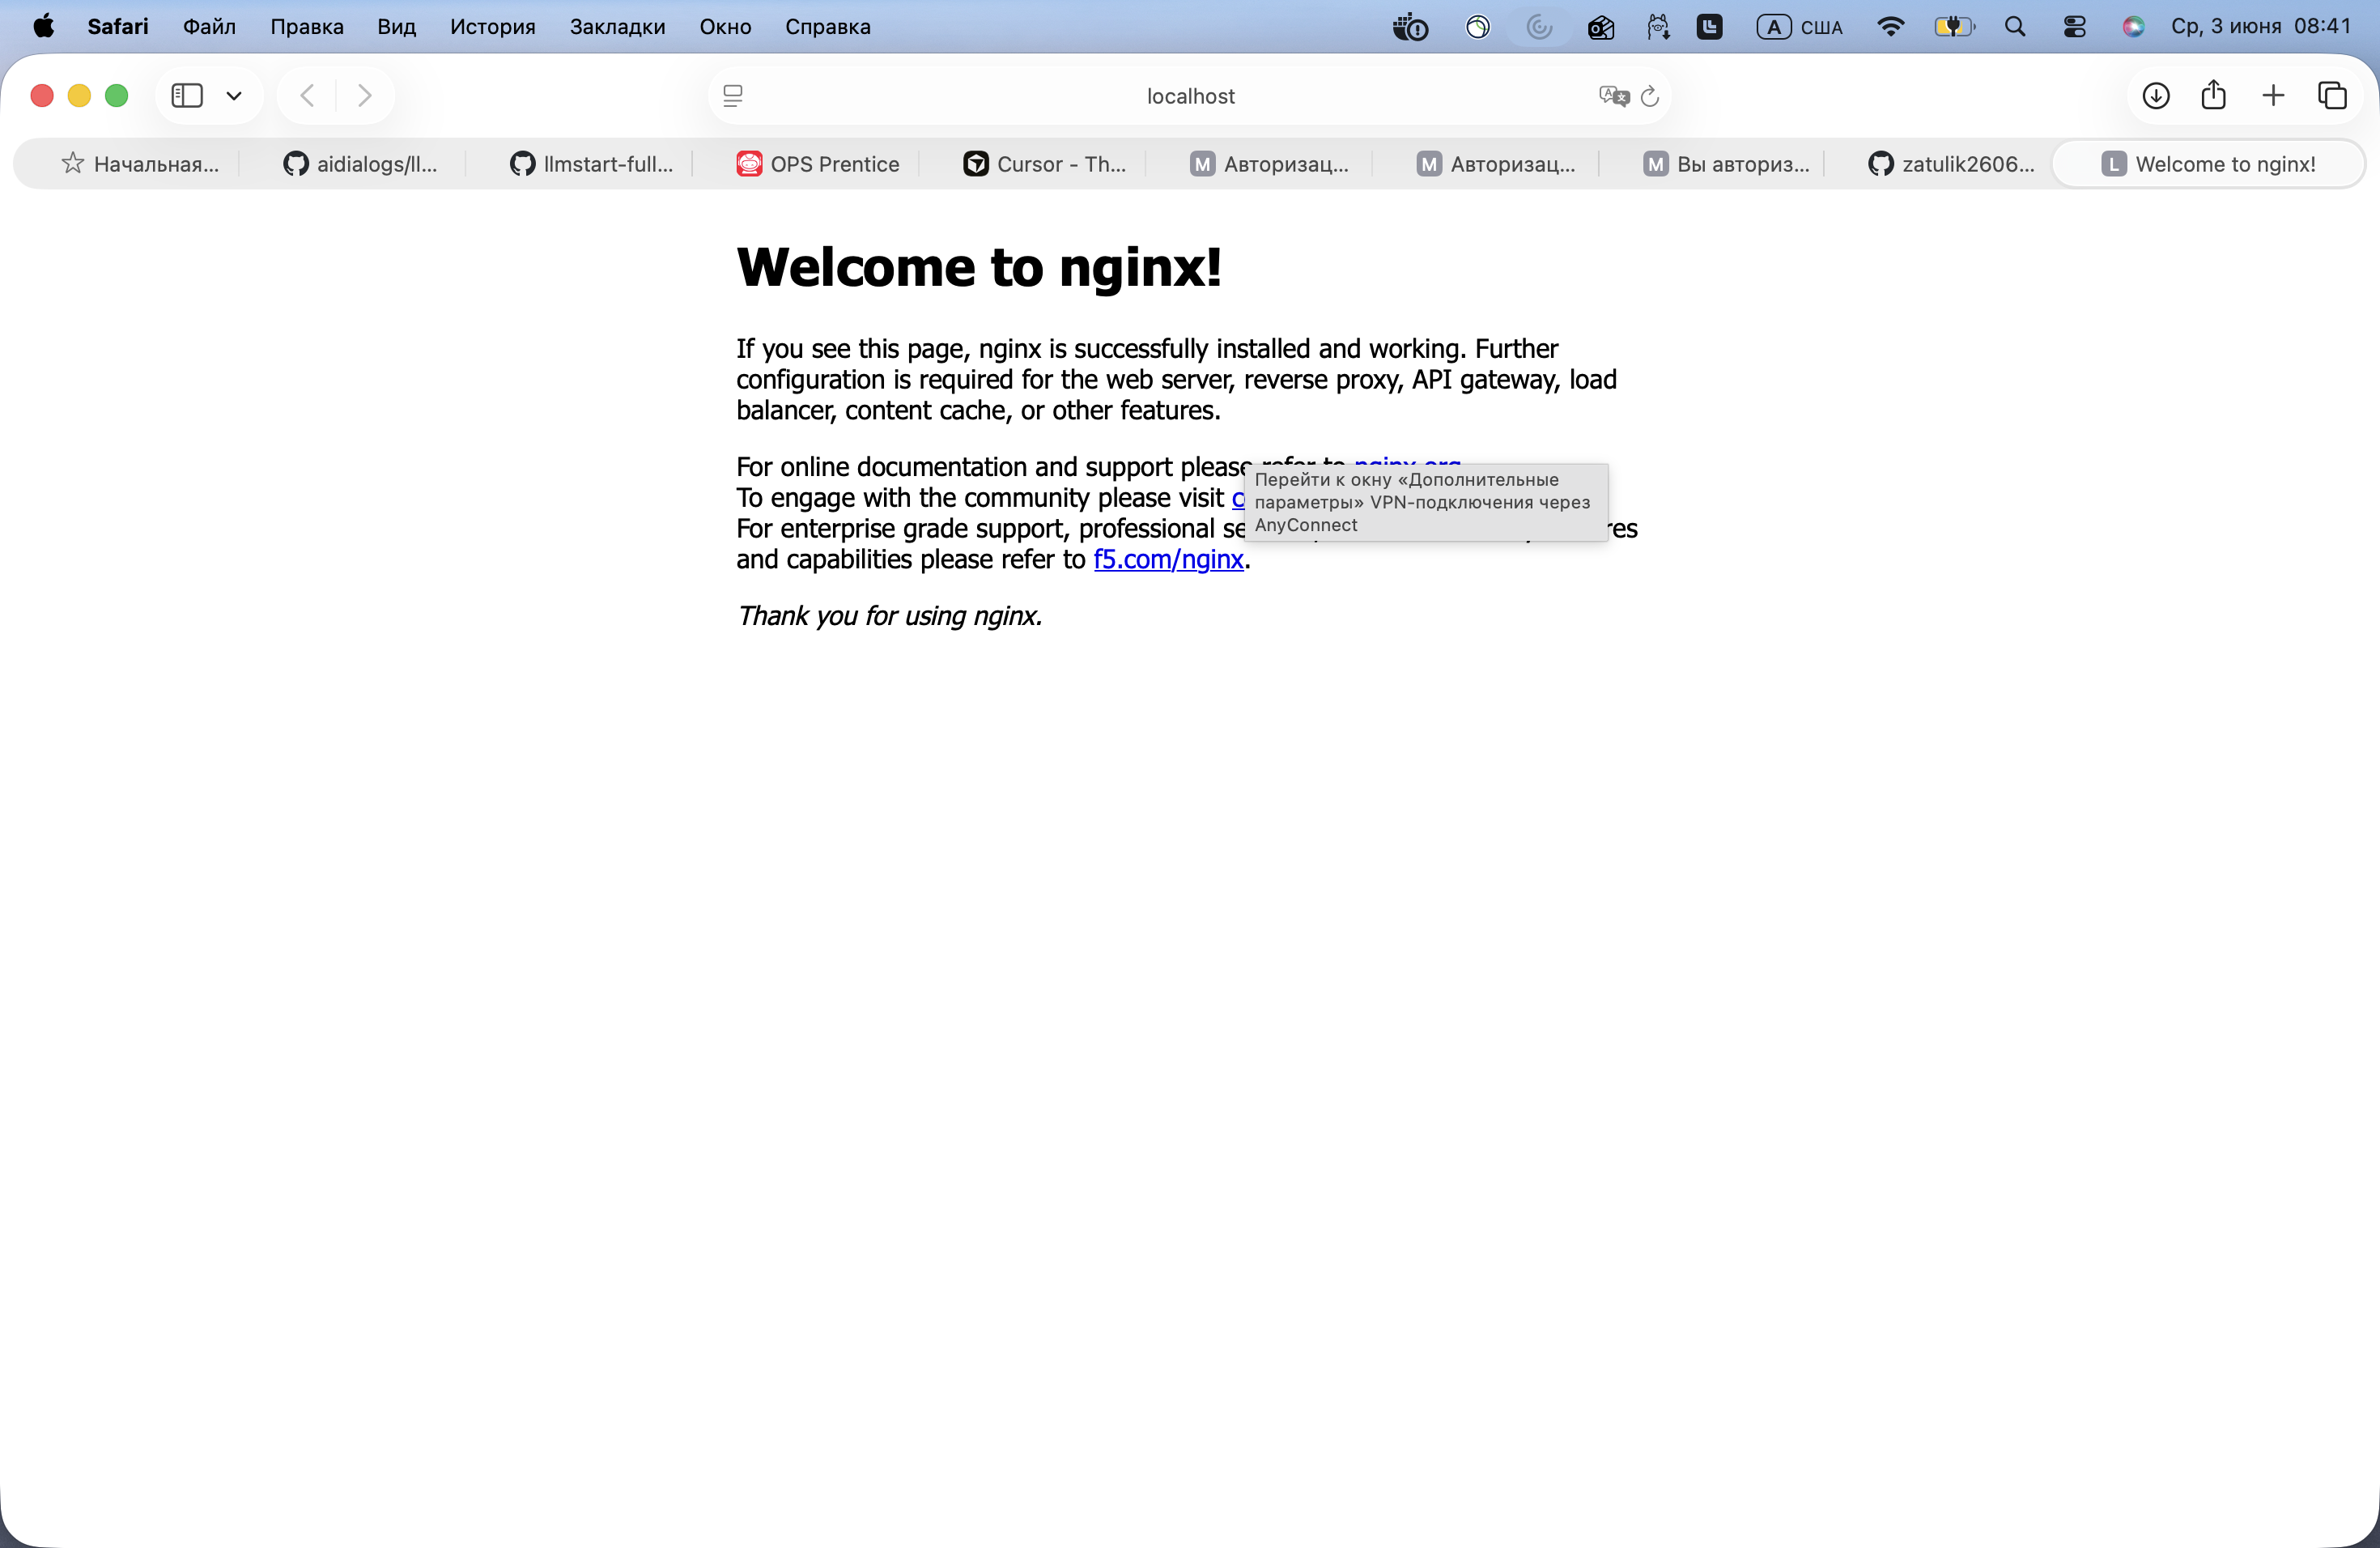 Safari Файл Правка Вид История Закладки Окно Справка A США Ср, 3 июня 08:41
localhost
Начальная... aidialogs/ll... llmstart-full... OPS Prentice Cursor - Th... M Авторизац... M Авторизац... M Вы авториз... zatulik2606... L Welcome to nginx!
Welcome to nginx!
If you see this page, nginx is successfully installed and working. Further
configuration is required for the web server, reverse proxy, API gateway, load
balancer, content cache, or other features.
For online documentation and support please refer to nginx.org
To engage with the community please visit
For enterprise grade support, professional
and capabilities please refer to f5.com/nginx.
Thank you for using nginx.
Перейти к окну «Дополнительные
параметры» VPN-подключения через
AnyConnect